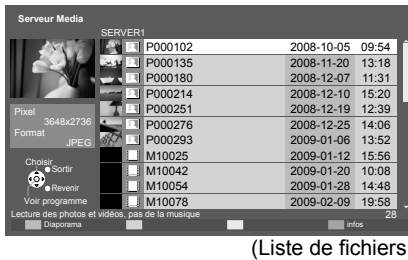 Serveur Media
SERVER1
P000102 2008-10-05 09:54
P000135 2008-11-20 13:18
P000180 2008-12-07 11:31
P000214 2008-12-10 15:20
P000251 2008-12-19 12:39
P000276 2008-12-25 14:06
P000293 2009-01-06 13:52
M10025 2009-01-12 15:56
M10042 2009-01-20 10:08
M10054 2009-01-28 14:48
M10078 2009-02-09 19:58
Pixel
3648x2736
Format
JPEG
Choisir
Sortir
Revenir
Voir programme
Lecture des photos et vidéos, pas de la musique 28
Diaporama infos
(Liste de fichiers